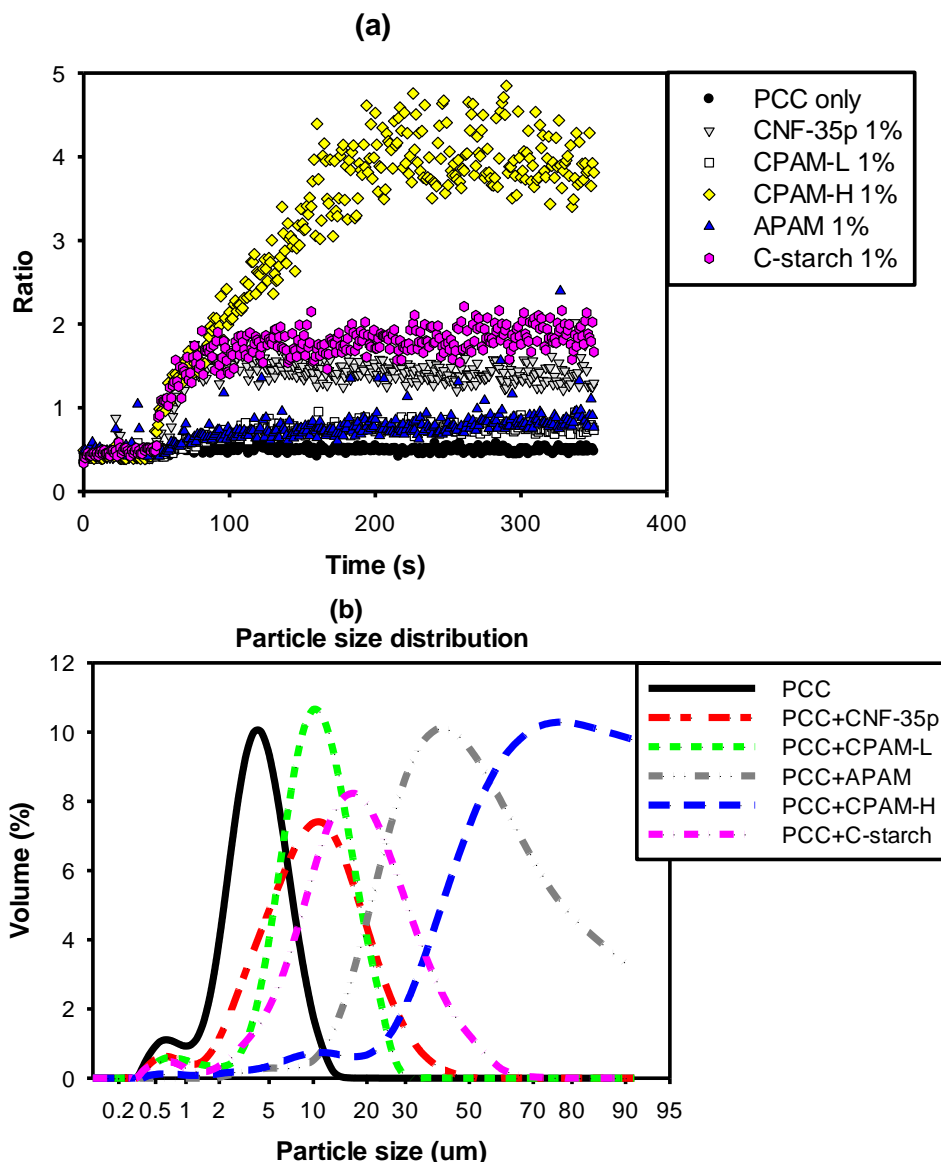 (a)
5
4
3
2
1
0
Ratio
0 100 200 300 400
Time (s)
PCC only
CNF-35p 1%
CPAM-L 1%
CPAM-H 1%
APAM 1%
C-starch 1%
(b)
Particle size distribution
12
10
8
6
4
2
0
Volume (%)
0.2 0.5 1 2 5 10 20 30 50 70 80 90 95
Particle size (um)
PCC
PCC+CNF-35p
PCC+CPAM-L
PCC+APAM
PCC+CPAM-H
PCC+C-starch